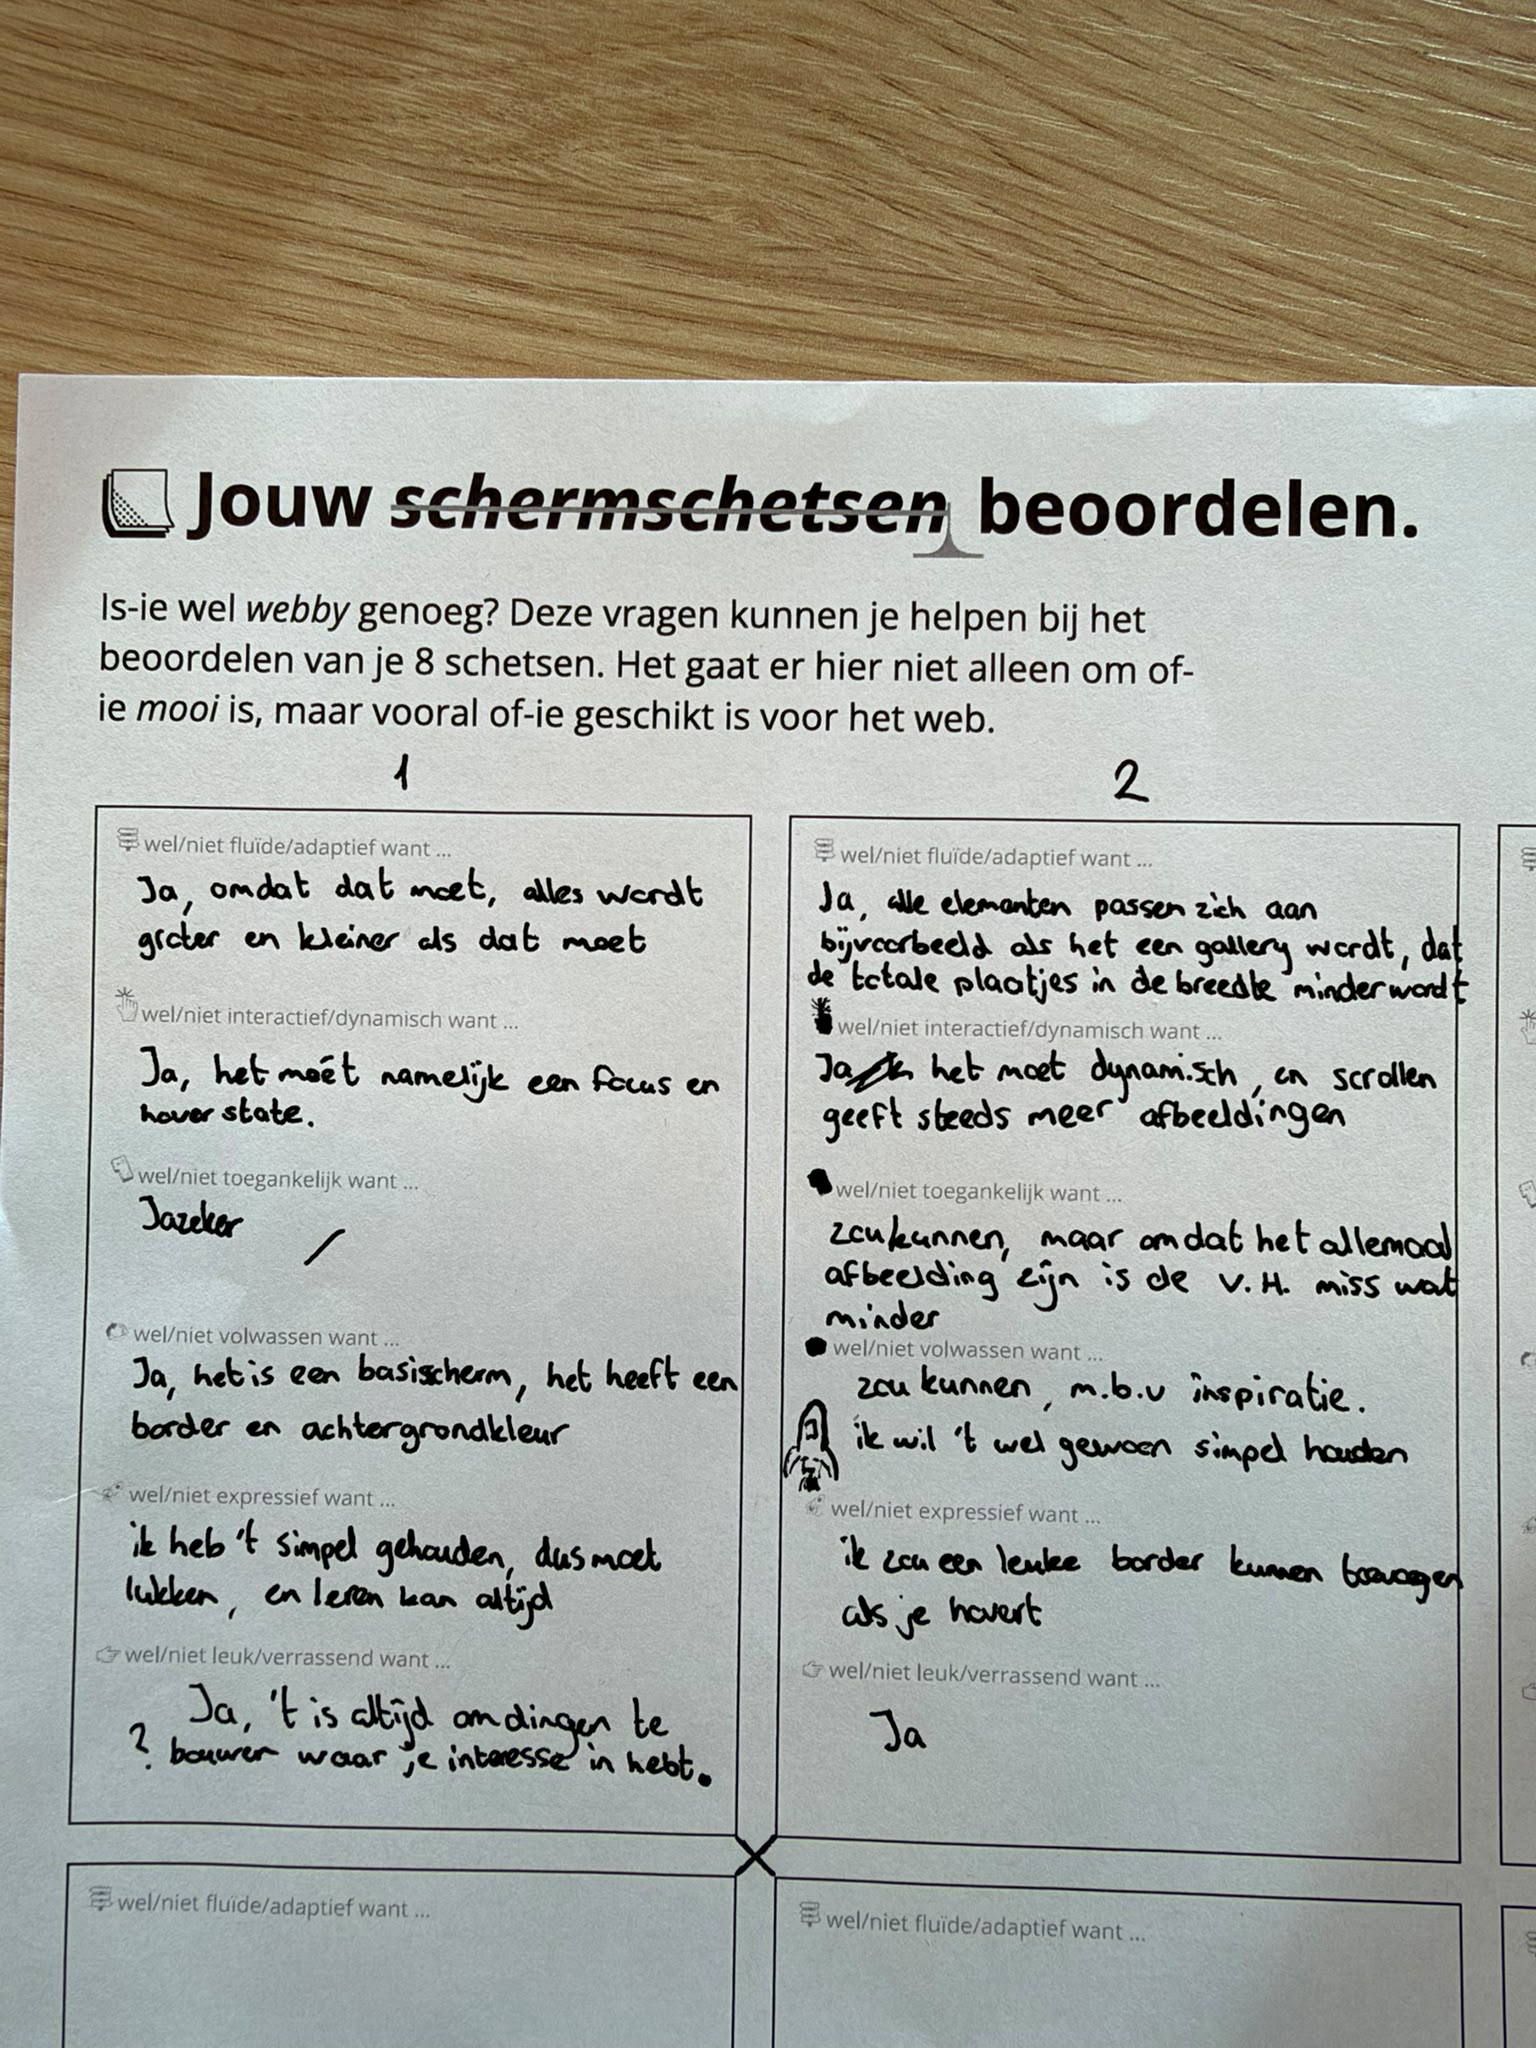 Jouw schermschetsen beoordelen.
Is-ie wel webby genoeg? Deze vragen kunnen je helpen bij het
beoordelen van je 8 schetsen. Het gaat er hier niet alleen om of-
ie mooi is, maar vooral of-ie geschikt is voor het web.
1
wel/niet fluïde/adaptief want ...
Ja, omdat dat moet, alles wordt
groter en kleiner als dat moet
wel/niet interactief/dynamisch want ...
Ja, het moét namelijk een focus en
hover state.
wel/niet toegankelijk want ...
Jazeker
wel/niet volwassen want ...
Ja, het is een basisscherm, het heeft een
border en achtergrondkleur
wel/niet expressief want ...
ik heb 't simpel gehouden, dus moet
lukken, en leren kan altijd
wel/niet leuk/verrassend want ...
Ja, 't is altijd om dingen te
? bouwen waar je interesse in hebt.
2
wel/niet fluïde/adaptief want ...
Ja, alle elementen passen zich aan
bijvoorbeeld als het een gallery wordt, dat
de totale plaatjes in de breedte minder wordt
wel/niet interactief/dynamisch want ...
Ja het moet dynamisch, en scrollen
geeft steeds meer afbeeldingen
wel/niet toegankelijk want ...
zou kunnen, maar omdat het allemaal
afbeelding zijn is de V.H. miss wat
minder
wel/niet volwassen want ...
zou kunnen, m.b.v inspiratie.
ik wil 't wel gewoon simpel houden
wel/niet expressief want ...
ik zou een leuke border kunnen toevoegen
als je hovert
wel/niet leuk/verrassend want ...
Ja
wel/niet fluïde/adaptief want ...
wel/niet fluïde/adaptief want ...